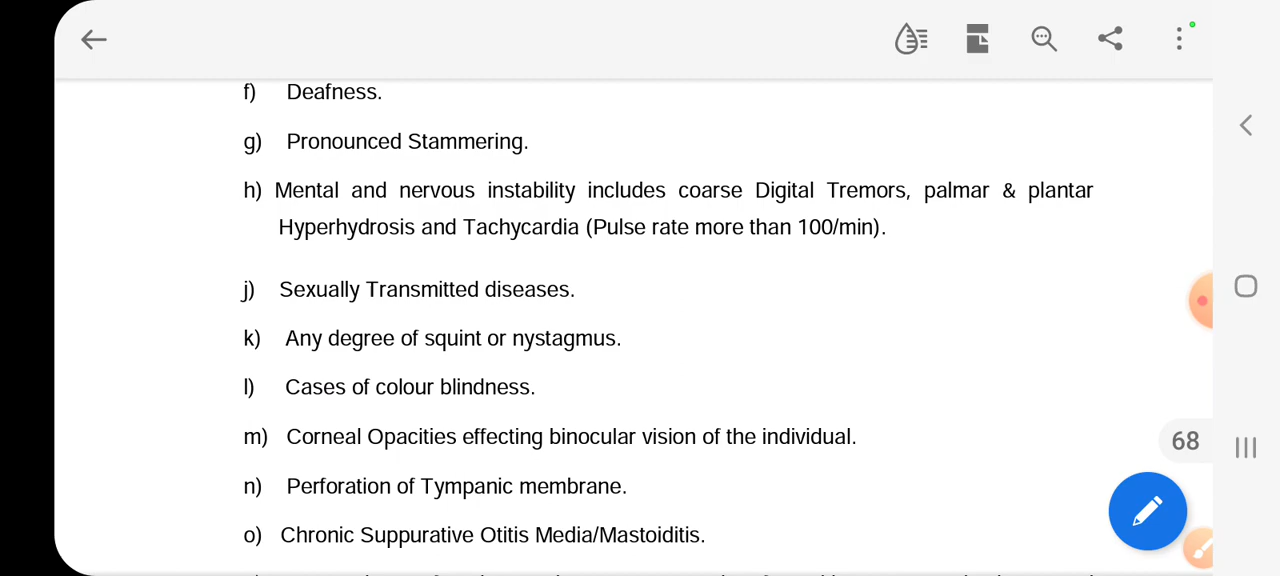 f) Deafness.
g) Pronounced Stammering.
h) Mental and nervous instability includes coarse Digital Tremors, palmar & plantar
Hyperhydrosis and Tachycardia (Pulse rate more than 100/min).
j) Sexually Transmitted diseases.
k) Any degree of squint or nystagmus.
l) Cases of colour blindness.
m) Corneal Opacities effecting binocular vision of the individual.
68
n) Perforation of Tympanic membrane.
o) Chronic Suppurative Otitis Media/Mastoiditis.